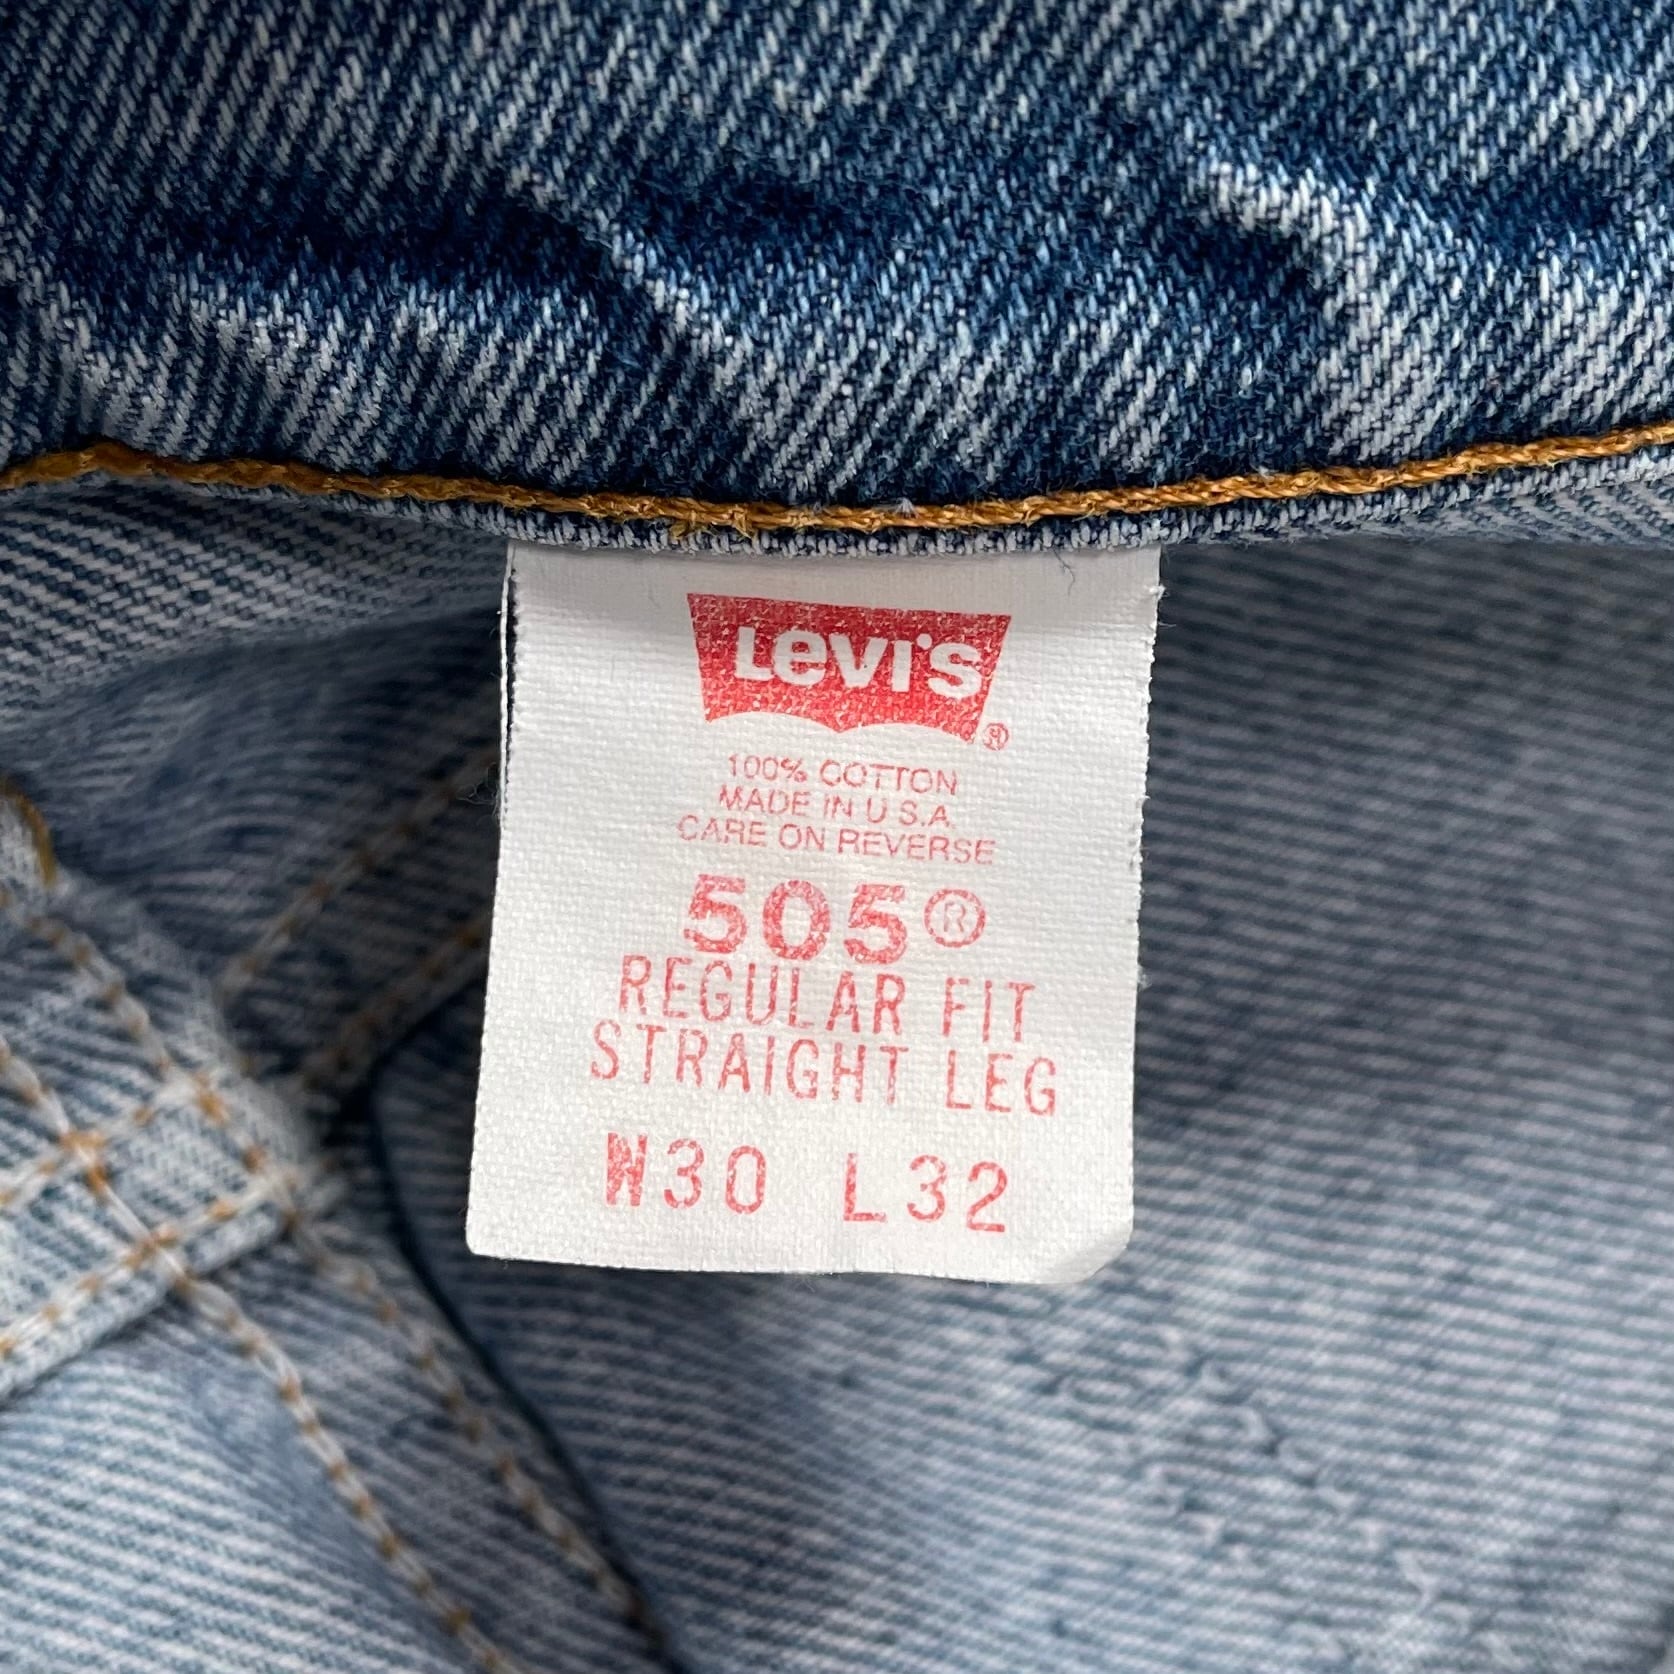 Levi's®
100% COTTON
MADE IN U.S.A.
CARE ON REVERSE
505®
REGULAR FIT
STRAIGHT LEG
W30 L32